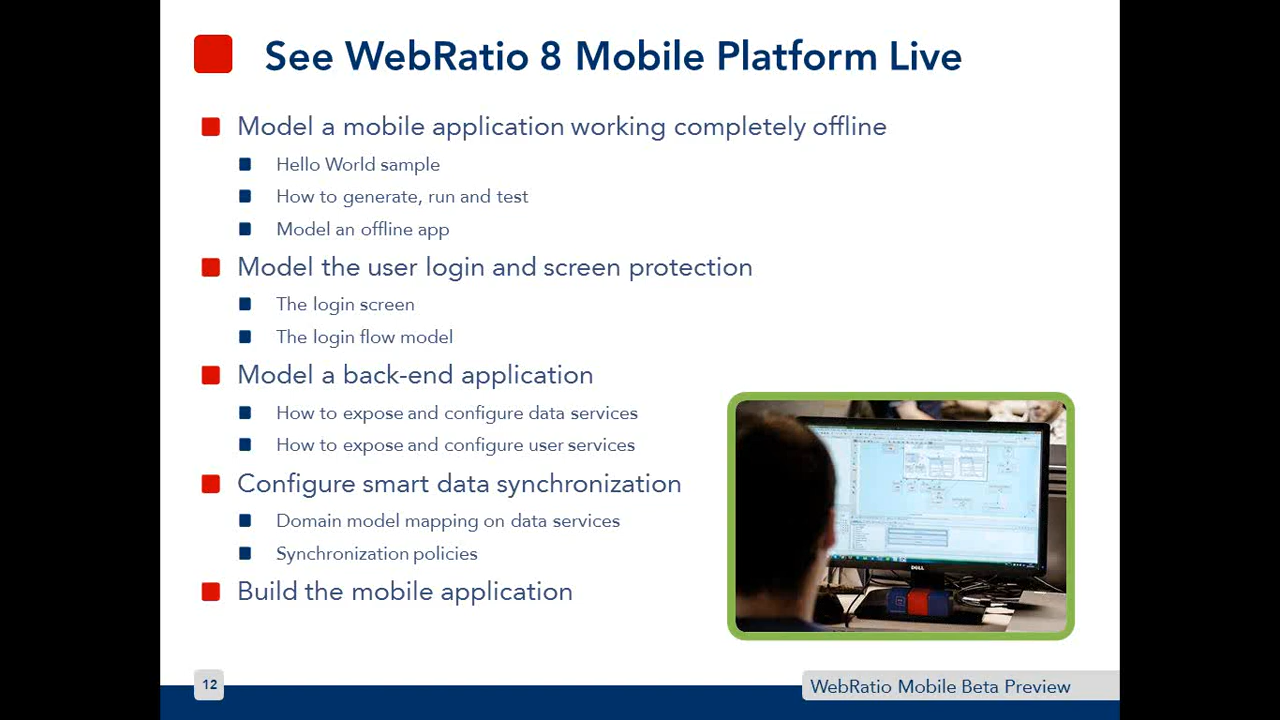 See WebRatio 8 Mobile Platform Live
Model a mobile application working completely offline
Hello World sample
How to generate, run and test
Model an offline app
Model the user login and screen protection
The login screen
The login flow model
Model a back-end application
How to expose and configure data services
How to expose and configure user services
Configure smart data synchronization
Domain model mapping on data services
Synchronization policies
Build the mobile application
DELL
12
WebRatio Mobile Beta Preview